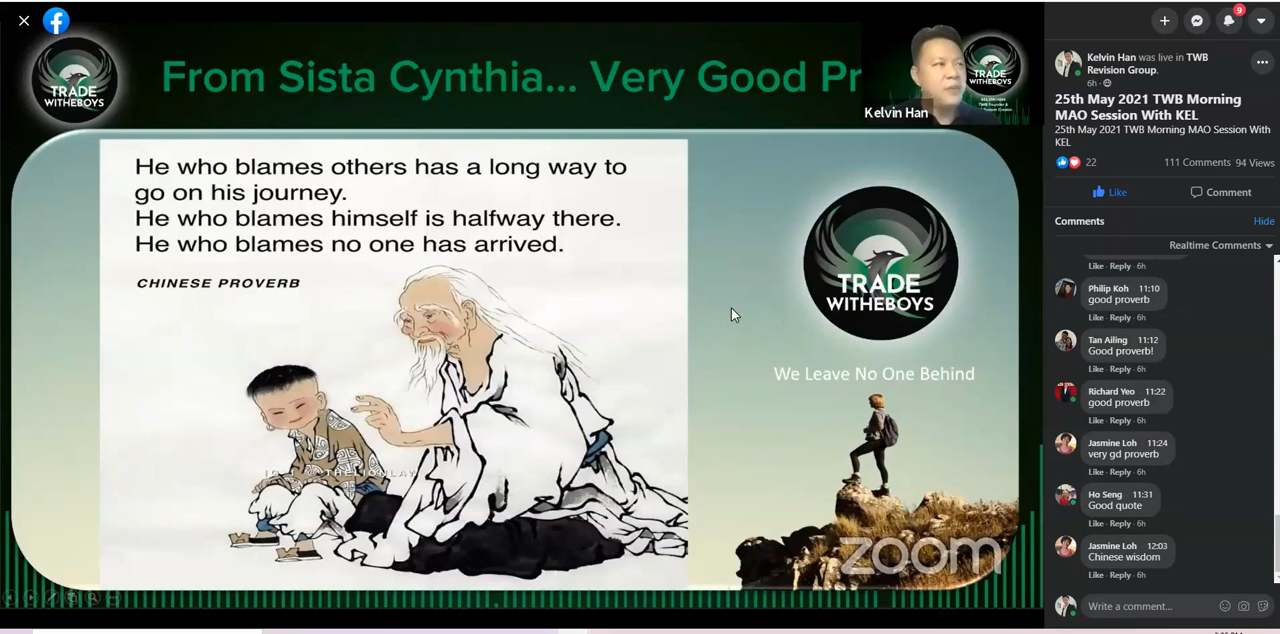 From Sista Cynthia... Very Good Pr
TRADE
WITHEBOYS
TRADE
WITHEBOYS
Kelvin Han
He who blames others has a long way to
go on his journey.
He who blames himself is halfway there.
He who blames no one has arrived.
CHINESE PROVERB
TRADE
WITHEBOYS
We Leave No One Behind
zoom
9
Kelvin Han was live in TWB
Revision Group.
6h
25th May 2021 TWB Morning
MAO Session With KEL
25th May 2021 TWB Morning MAO Session With
KEL
22
111 Comments 94 Views
Like
Comment
Comments
Hide
Realtime Comments
Like · Reply · 6h
Philip Koh 11:10
good proverb
Like · Reply · 6h
Tan Ailing 11:12
Good proverb!
Like · Reply · 6h
Richard Yeo 11:22
good proverb
Like · Reply · 6h
Jasmine Loh 11:24
very gd proverb
Like · Reply · 6h
Ho Seng 11:31
Good quote
Like · Reply · 6h
Jasmine Loh 12:03
Chinese wisdom
Like · Reply · 6h
Write a comment...